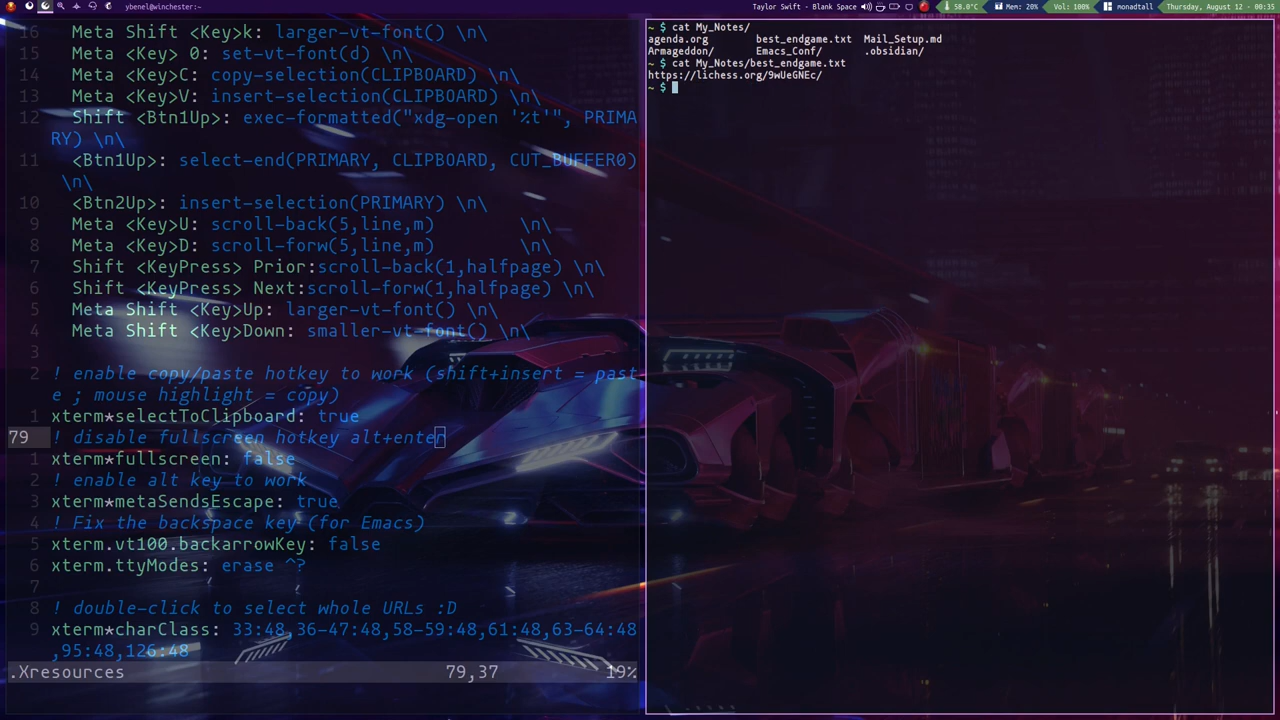 ybenel@winchester:~
Taylor Swift - Blank Space
58.0°C
Mem: 20%
Vol: 100%
monadtall
Thursday, August 12 - 00:35
16 Meta Shift <Key>k: larger-vt-font() \n\
15 Meta <Key> 0: set-vt-font(d) \n\
14 Meta <Key>C: copy-selection(CLIPBOARD) \n\
13 Meta <Key>V: insert-selection(CLIPBOARD) \n\
12 Shift <Btn1Up>: exec-formatted("xdg-open '%t'", PRIMA
RY) \n\
11 <Btn1Up>: select-end(PRIMARY, CLIPBOARD, CUT_BUFFER0)
\n\
10 <Btn2Up>: insert-selection(PRIMARY) \n\
9 Meta <Key>U: scroll-back(5,line,m) \n\
8 Meta <Key>D: scroll-forw(5,line,m) \n\
7 Shift <KeyPress> Prior:scroll-back(1,halfpage) \n\
6 Shift <KeyPress> Next:scroll-forw(1,halfpage) \n\
5 Meta Shift <Key>Up: larger-vt-font() \n\
4 Meta Shift <Key>Down: smaller-vt-font() \n\
3
2 ! enable copy/paste hotkey to work (shift+insert = past
e ; mouse highlight = copy)
1 xterm*selectToClipboard: true
79 ! disable fullscreen hotkey alt+enter
1 xterm*fullscreen: false
2 ! enable alt key to work
3 xterm*metaSendsEscape: true
4 ! Fix the backspace key (for Emacs)
5 xterm.vt100.backarrowKey: false
6 xterm.ttyModes: erase ^?
7
8 ! double-click to select whole URLs :D
9 xterm*charClass: 33:48,36-47:48,58-59:48,61:48,63-64:48
,95:48,126:48
.Xresources 79,37 19%
~ $ cat My_Notes/
agenda.org best_endgame.txt Mail_Setup.md
Armageddon/ Emacs_Conf/ .obsidian/
~ $ cat My_Notes/best_endgame.txt
https://lichess.org/9wUeGNEc/
~ $